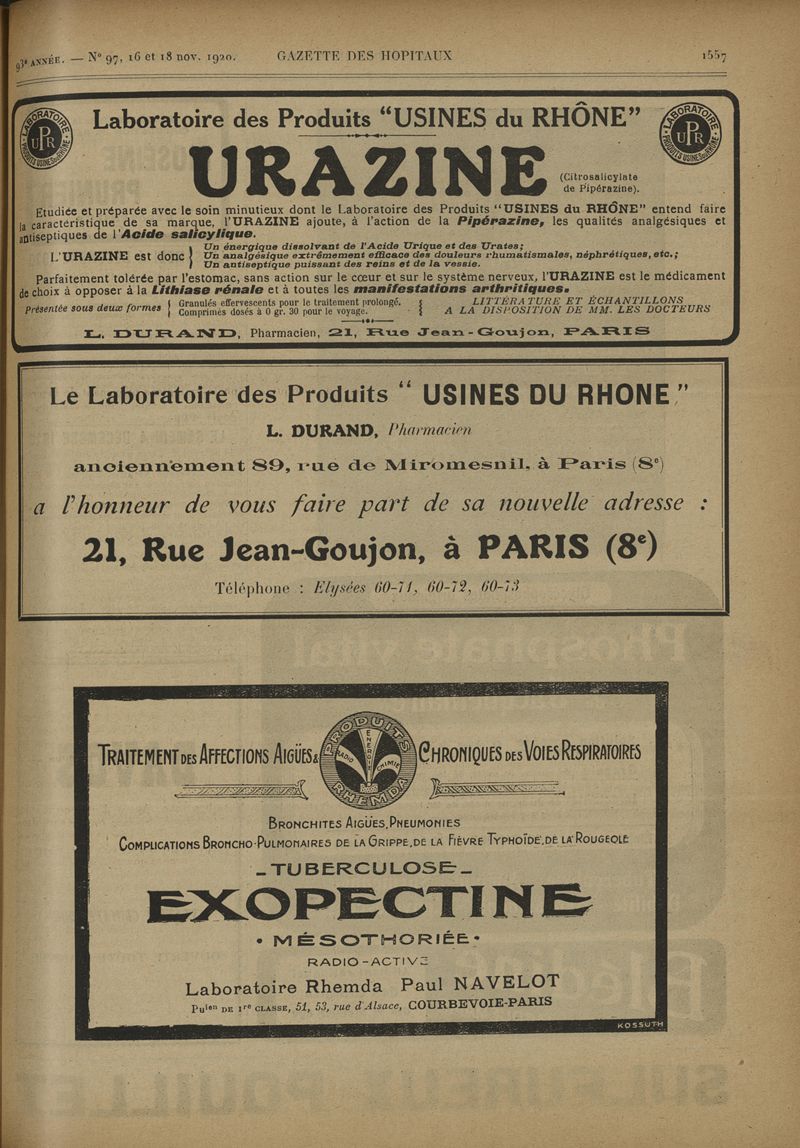 93e ANNÉE. — N° 97, 16 et 18 nov. 1920. GAZETTE DES HOPITAUX 1557
Laboratoire des Produits “USINES du RHÔNE”
LABORATOIRE UPR PRODUITS USINES DU RHÔNE
LABORATOIRE UPR PRODUITS USINES DU RHÔNE
URAZINE (Citrosalicylate
de Pipérazine).
Etudiée et préparée avec le soin minutieux dont le Laboratoire des Produits “USINES du RHÔNE” entend faire
la caractéristique de sa marque, l’URAZINE ajoute, à l’action de la Pipérazine, les qualités analgésiques et
antiseptiques de l’Acide salicylique.
L’URAZINE est donc
Un énergique dissolvant de l’Acide Urique et des Urates;
Un analgésique extrêmement efficace des douleurs rhumatismales, néphrétiques, etc.;
Un antiseptique puissant des reins et de la vessie.
Parfaitement tolérée par l’estomac, sans action sur le cœur et sur le système nerveux, l’URAZINE est le médicament
de choix à opposer à la Lithiase rénale et à toutes les manifestations arthritiques.
Présentée sous deux formes
Granulés effervescents pour le traitement prolongé.
Comprimés dosés à 0 gr. 30 pour le voyage.
LITTÉRATURE ET ÉCHANTILLONS
A LA DISPOSITION DE MM. LES DOCTEURS
L. DURAND, Pharmacien, 21, Rue Jean-Goujon, PARIS
Le Laboratoire des Produits “ USINES DU RHONE ”
L. DURAND, Pharmacien
anciennement 89, rue de Miromesnil, à Paris (8e)
a l’honneur de vous faire part de sa nouvelle adresse :
21, Rue Jean-Goujon, à PARIS (8e)
Téléphone : Elysées 60-71, 60-72, 60-73
TRAITEMENT DES AFFECTIONS AIGÜES & CHRONIQUES DES VOIES RESPIRATOIRES
PRODUITS RHEMDA
RADIO ENERGIE CHIMIE
BRONCHITES AIGÜES, PNEUMONIES
COMPLICATIONS BRONCHO-PULMONAIRES DE LA GRIPPE, DE LA FIÈVRE TYPHOÏDE, DE LA ROUGEOLE
_ TUBERCULOSE _
EXOPECTINE
• MÉSOTHORIÉE •
RADIO-ACTIVE
Laboratoire Rhemda Paul NAVELOT
Phien DE 1re CLASSE, 51, 53, rue d’Alsace, COURBEVOIE-PARIS
KOSSUTH